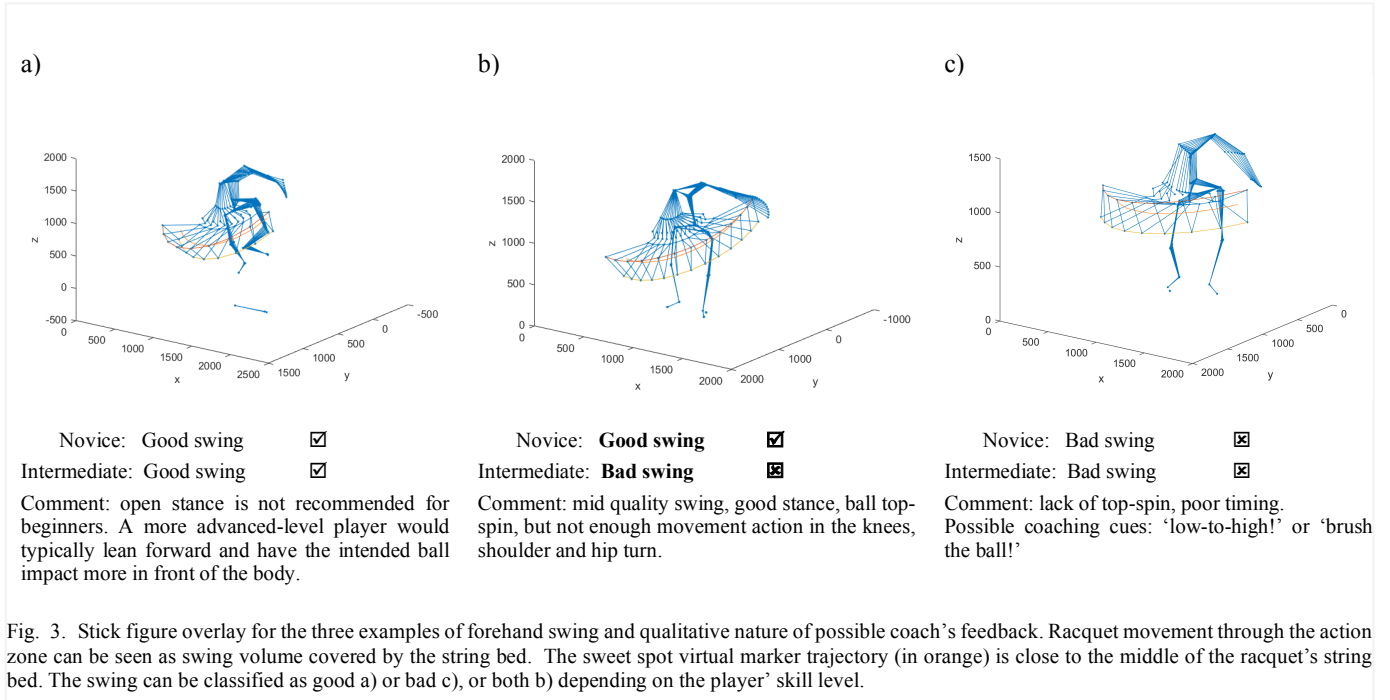 a)
b)
c)
2000
1500
1000
500
0
-500
z
0
500
1000
1500
2000
2500
x
1500
1000
500
0
-500
y
2000
1500
1000
500
0
z
0
500
1000
1500
2000
x
2000
1000
0
-1000
y
1500
1000
500
0
z
0
500
1000
1500
2000
x
2000
1500
1000
500
0
y
Novice: Good swing ☑
Intermediate: Good swing ☑
Comment: open stance is not recommended for
beginners. A more advanced-level player would
typically lean forward and have the intended ball
impact more in front of the body.
Novice: Good swing ☑
Intermediate: Bad swing ☒
Comment: mid quality swing, good stance, ball top-
spin, but not enough movement action in the knees,
shoulder and hip turn.
Novice: Bad swing ☒
Intermediate: Bad swing ☒
Comment: lack of top-spin, poor timing.
Possible coaching cues: ‘low-to-high!’ or ‘brush
the ball!’
Fig. 3. Stick figure overlay for the three examples of forehand swing and qualitative nature of possible coach’s feedback. Racquet movement through the action
zone can be seen as swing volume covered by the string bed. The sweet spot virtual marker trajectory (in orange) is close to the middle of the racquet’s string
bed. The swing can be classified as good a) or bad c), or both b) depending on the player’ skill level.